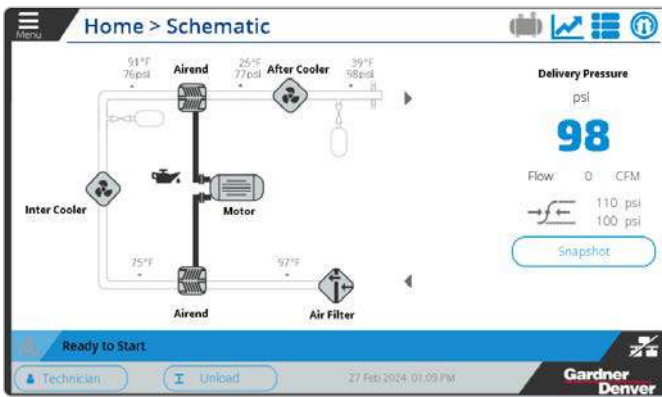 Menu
Home > Schematic
91°F
76psi
Airend
25°F
77psi
After Cooler
39°F
98psi
Delivery Pressure
psi
98
Flow 0 CFM
110 psi
100 psi
Snapshot
Inter Cooler
Motor
75°F
97°F
Airend
Air Filter
Ready to Start
Technician
Unload
27 Feb 2024 01:09 PM
Gardner
Denver